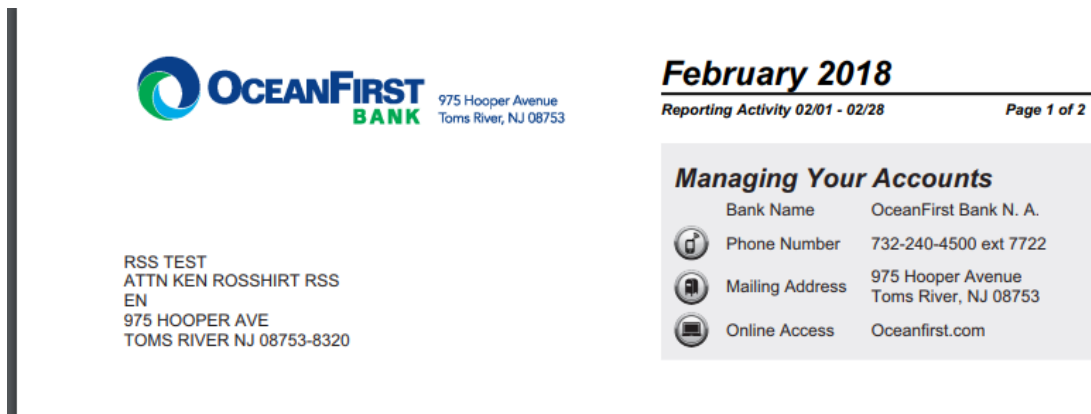 OCEANFIRST
BANK
975 Hooper Avenue
Toms River, NJ 08753
February 2018
Reporting Activity 02/01 - 02/28 Page 1 of 2
Managing Your Accounts
Bank Name OceanFirst Bank N. A.
Phone Number 732-240-4500 ext 7722
Mailing Address 975 Hooper Avenue
Toms River, NJ 08753
Online Access Oceanfirst.com
RSS TEST
ATTN KEN ROSSHIRT RSS
EN
975 HOOPER AVE
TOMS RIVER NJ 08753-8320